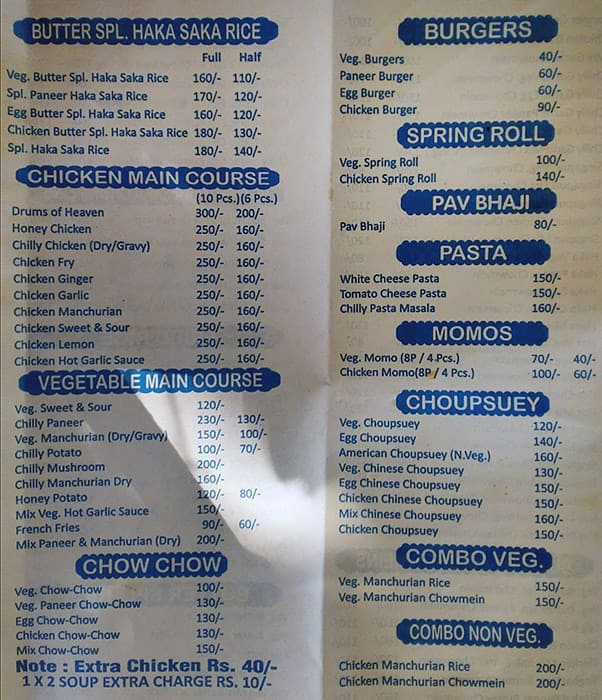 BUTTER SPL. HAKA SAKA RICE
Full Half
Veg. Butter Spl. Haka Saka Rice 160/- 110/-
Spl. Paneer Haka Saka Rice 170/- 120/-
Egg Butter Spl. Haka Saka Rice 160/- 120/-
Chicken Butter Spl. Haka Saka Rice 180/- 130/-
Spl. Haka Saka Rice 180/- 140/-
CHICKEN MAIN COURSE
(10 Pcs.)(6 Pcs.)
Drums of Heaven 300/- 200/-
Honey Chicken 250/- 160/-
Chilly Chicken (Dry/Gravy) 250/- 160/-
Chicken Fry 250/- 160/-
Chicken Ginger 250/- 160/-
Chicken Garlic 250/- 160/-
Chicken Manchurian 250/- 160/-
Chicken Sweet & Sour 250/- 160/-
Chicken Lemon 250/- 160/-
Chicken Hot Garlic Sauce 250/- 160/-
VEGETABLE MAIN COURSE
Veg. Sweet & Sour 120/-
Chilly Paneer 230/- 130/-
Veg. Manchurian (Dry/Gravy) 150/- 100/-
Chilly Potato 100/- 70/-
Chilly Mushroom 200/-
Chilly Manchurian Dry 160/-
Honey Potato 120/- 80/-
Mix Veg. Hot Garlic Sauce 150/-
French Fries 90/- 60/-
Mix Paneer & Manchurian (Dry) 200/-
CHOW CHOW
Veg. Chow-Chow 100/-
Veg. Paneer Chow-Chow 130/-
Egg Chow-Chow 130/-
Chicken Chow-Chow 130/-
Mix Chow-Chow 150/-
Note : Extra Chicken Rs. 40/-
1 X 2 SOUP EXTRA CHARGE RS. 10/-
BURGERS
Veg. Burgers 40/-
Paneer Burger 60/-
Egg Burger 60/-
Chicken Burger 90/-
SPRING ROLL
Veg. Spring Roll 100/-
Chicken Spring Roll 140/-
PAV BHAJI
Pav Bhaji 80/-
PASTA
White Cheese Pasta 150/-
Tomato Cheese Pasta 150/-
Chilly Pasta Masala 160/-
MOMOS
Veg. Momo (8P / 4.Pcs.) 70/- 40/-
Chicken Momo(8P / 4 Pcs.) 100/- 60/-
CHOUPSUEY
Veg. Choupsuey 120/-
Egg Choupsuey 140/-
American Choupsuey (N.Veg.) 160/-
Veg. Chinese Choupsuey 130/-
Egg Chinese Choupsuey 150/-
Chicken Chinese Choupsuey 150/-
Mix Chinese Choupsuey 160/-
Chicken Choupsuey 150/-
COMBO VEG.
Veg. Manchurian Rice 150/-
Veg. Manchurian Chowmein 150/-
COMBO NON VEG.
Chicken Manchurian Rice 200/-
Chicken Manchurian Chowmein 200/-